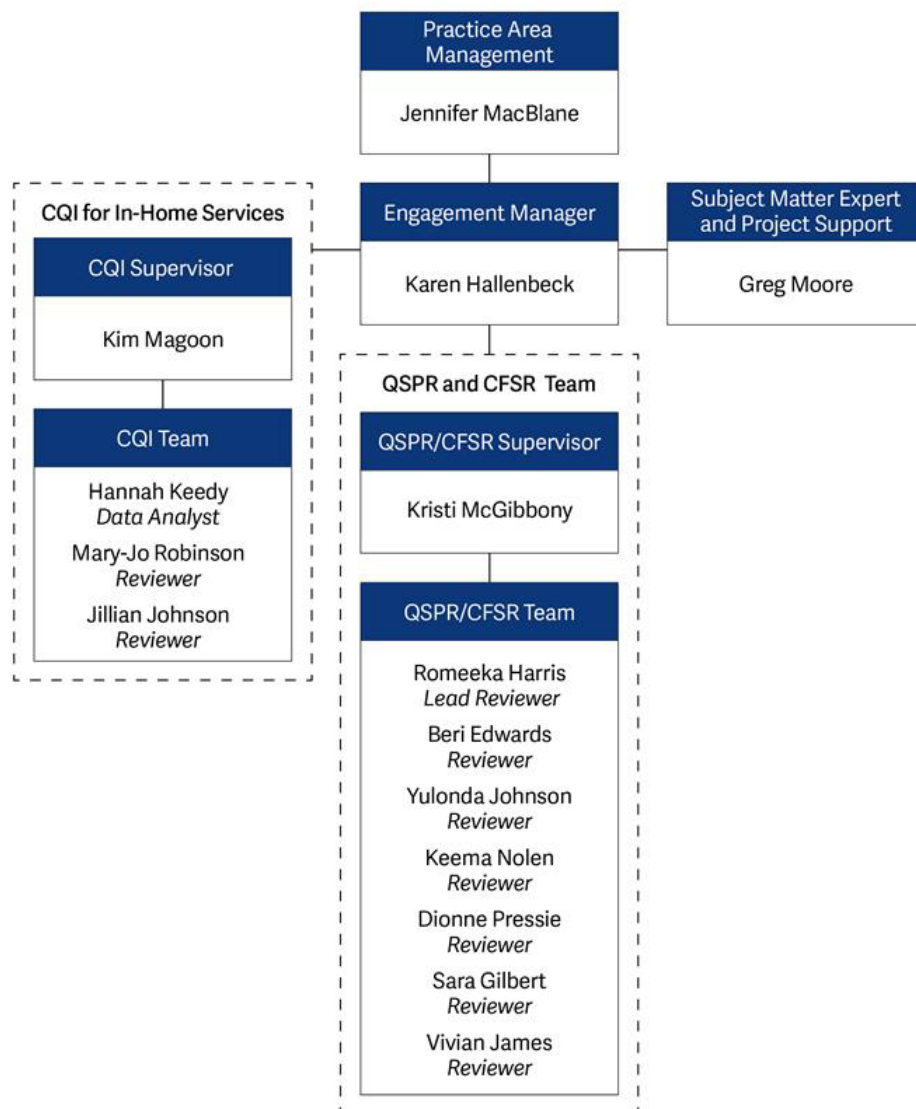 Practice Area
Management
Jennifer MacBlane
CQI for In-Home Services
CQI Supervisor
Kim Magoon
CQI Team
Hannah Keedy
Data Analyst
Mary-Jo Robinson
Reviewer
Jillian Johnson
Reviewer
Engagement Manager
Karen Hallenbeck
Subject Matter Expert
and Project Support
Greg Moore
QSPR and CFSR Team
QSPR/CFSR Supervisor
Kristi McGibbony
QSPR/CFSR Team
Romeeka Harris
Lead Reviewer
Beri Edwards
Reviewer
Yulonda Johnson
Reviewer
Keema Nolen
Reviewer
Dionne Pressie
Reviewer
Sara Gilbert
Reviewer
Vivian James
Reviewer